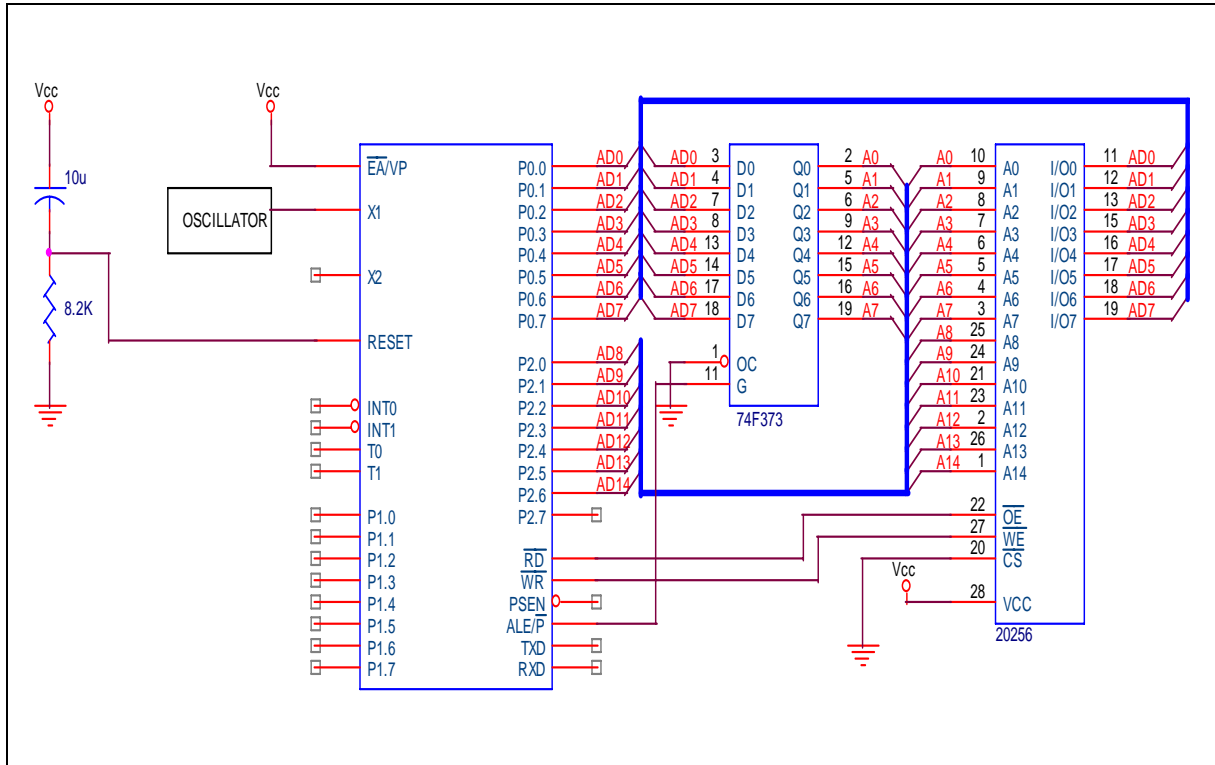 Vcc
10u
8.2K
Vcc
OSCILLATOR
EA/VP
X1
X2
RESET
INT0
INT1
T0
T1
P1.0
P1.1
P1.2
P1.3
P1.4
P1.5
P1.6
P1.7
P0.0 AD0
P0.1 AD1
P0.2 AD2
P0.3 AD3
P0.4 AD4
P0.5 AD5
P0.6 AD6
P0.7 AD7
P2.0 AD8
P2.1 AD9
P2.2 AD10
P2.3 AD11
P2.4 AD12
P2.5 AD13
P2.6 AD14
P2.7
RD
WR
PSEN
ALE/P
TXD
RXD
AD0 3 D0 Q0 2 A0
AD1 4 D1 Q1 5 A1
AD2 7 D2 Q2 6 A2
AD3 8 D3 Q3 9 A3
AD4 13 D4 Q4 12 A4
AD5 14 D5 Q5 15 A5
AD6 17 D6 Q6 16 A6
AD7 18 D7 Q7 19 A7
1 OC
11 G
74F373
A0 10 A0 I/O0 11 AD0
A1 9 A1 I/O1 12 AD1
A2 8 A2 I/O2 13 AD2
A3 7 A3 I/O3 15 AD3
A4 6 A4 I/O4 16 AD4
A5 5 A5 I/O5 17 AD5
A6 4 A6 I/O6 18 AD6
A7 3 A7 I/O7 19 AD7
A8 25 A8
A9 24 A9
A10 21 A10
A11 23 A11
A12 2 A12
A13 26 A13
A14 1 A14
22 OE
27 WE
20 CS
Vcc
28 VCC
20256